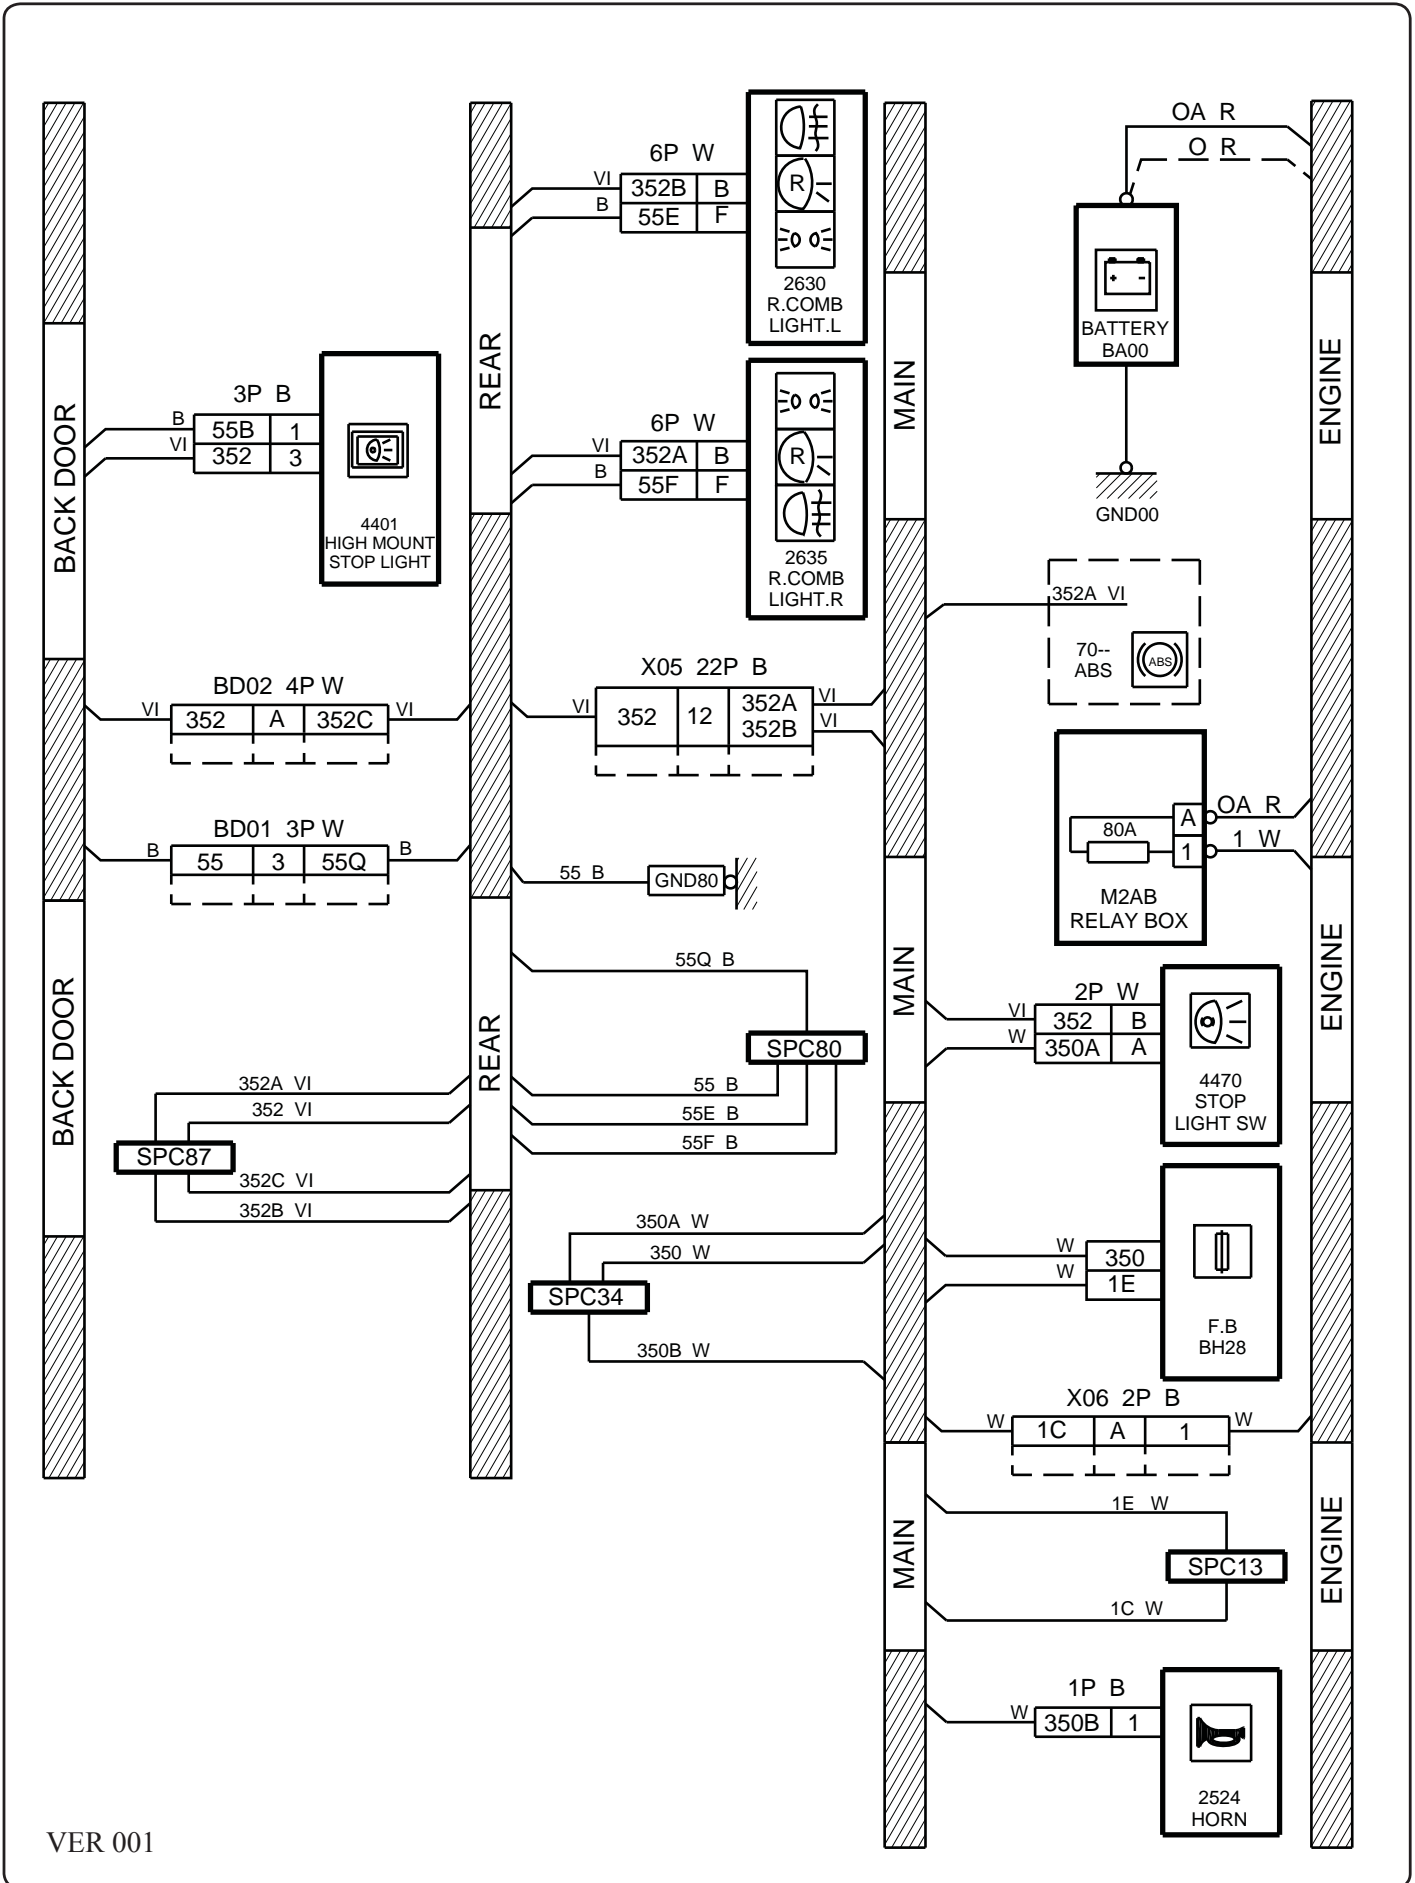 BACK DOOR
3P B
B 55B 1
VI 352 3
4401
HIGH MOUNT
STOP LIGHT
BD02 4P W
VI 352 A 352C VI
BD01 3P W
B 55 3 55Q B
BACK DOOR
352A VI
352 VI
SPC87
352C VI
352B VI
REAR
6P W
VI 352B B
B 55E F
R
2630
R.COMB
LIGHT.L
6P W
VI 352A B
B 55F F
R
2635
R.COMB
LIGHT.R
X05 22P B
VI 352 12 352A VI
352B VI
55 B GND80
55Q B
REAR
SPC80
55 B
55E B
55F B
350A W
350 W
SPC34
350B W
MAIN
OA R
O R
+ -
BATTERY
BA00
GND00
ENGINE
352A VI
70--
ABS
ABS
80A
A OA R
1 1 W
M2AB
RELAY BOX
MAIN
2P W
VI 352 B
W 350A A
4470
STOP
LIGHT SW
ENGINE
W 350
W 1E
F.B
BH28
X06 2P B
W 1C A 1 W
MAIN
1E W
SPC13
1C W
ENGINE
1P B
W 350B 1
2524
HORN
VER 001